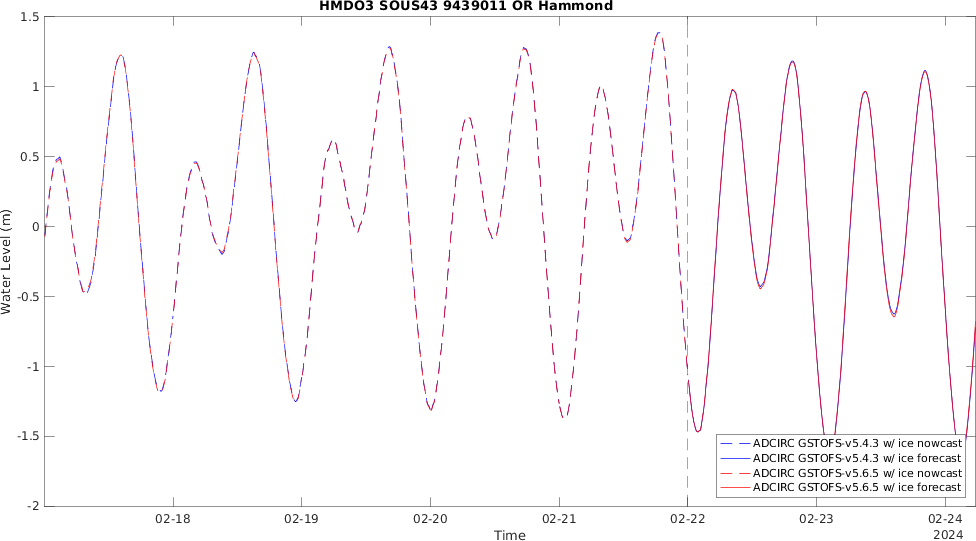 HMDO3 SOUS43 9439011 OR Hammond
1.5
1
0.5
0
-0.5
-1
-1.5
-2
Water Level (m)
02-18
02-19
02-20
02-21
02-22
02-23
02-24
Time
2024
ADCIRC GSTOFS-v5.4.3 w/ ice nowcast
ADCIRC GSTOFS-v5.4.3 w/ ice forecast
ADCIRC GSTOFS-v5.6.5 w/ ice nowcast
ADCIRC GSTOFS-v5.6.5 w/ ice forecast